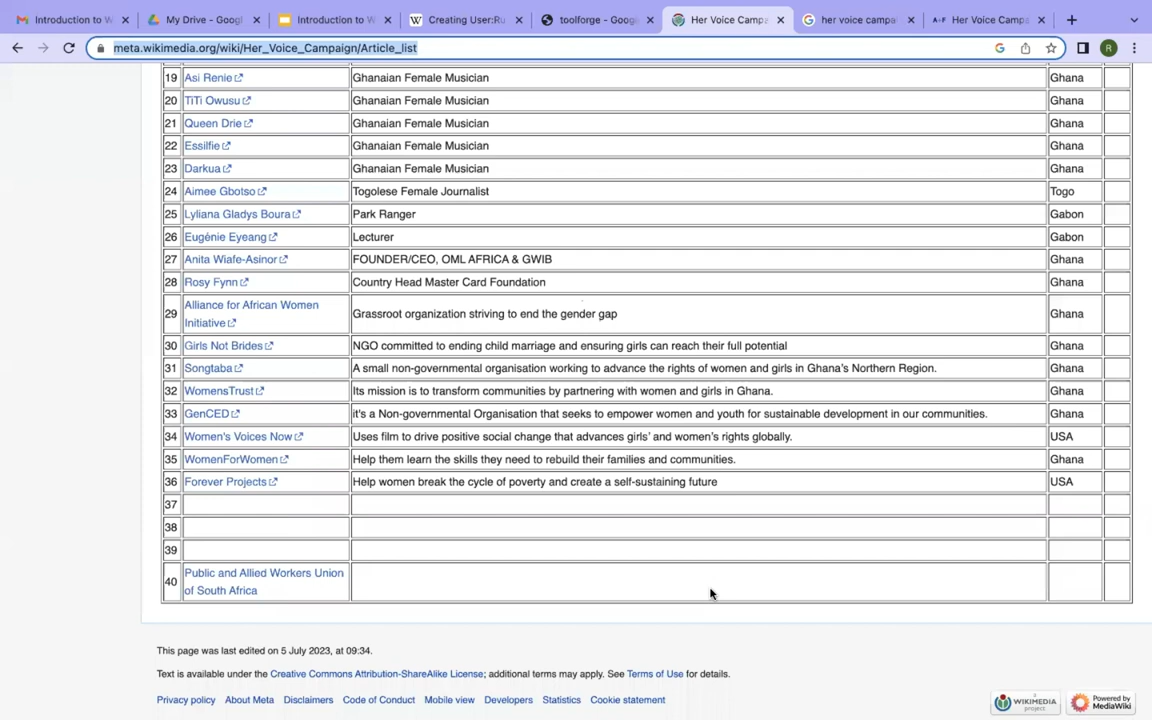 Introduction to W
My Drive - Googl
Introduction to W
Creating User:Ru
toolforge - Goog
Her Voice Camp
her voice campa
Her Voice Camp
meta.wikimedia.org/wiki/Her_Voice_Campaign/Article_list
19 Asi Renie Ghanaian Female Musician Ghana
20 TiTi Owusu Ghanaian Female Musician Ghana
21 Queen Drie Ghanaian Female Musician Ghana
22 Essilfie Ghanaian Female Musician Ghana
23 Darkua Ghanaian Female Musician Ghana
24 Aimee Gbotso Togolese Female Journalist Togo
25 Lyliana Gladys Boura Park Ranger Gabon
26 Eugénie Eyeang Lecturer Gabon
27 Anita Wiafe-Asinor FOUNDER/CEO, OML AFRICA & GWIB Ghana
28 Rosy Fynn Country Head Master Card Foundation Ghana
29 Alliance for African Women
Initiative Grassroot organization striving to end the gender gap Ghana
30 Girls Not Brides NGO committed to ending child marriage and ensuring girls can reach their full potential Ghana
31 Songtaba A small non-governmental organisation working to advance the rights of women and girls in Ghana's Northern Region. Ghana
32 WomensTrust Its mission is to transform communities by partnering with women and girls in Ghana. Ghana
33 GenCED it's a Non-governmental Organisation that seeks to empower women and youth for sustainable development in our communities. Ghana
34 Women's Voices Now Uses film to drive positive social change that advances girls' and women's rights globally. USA
35 WomenForWomen Help them learn the skills they need to rebuild their families and communities. Ghana
36 Forever Projects Help women break the cycle of poverty and create a self-sustaining future USA
37
38
39
40 Public and Allied Workers Union
of South Africa
This page was last edited on 5 July 2023, at 09:34.
Text is available under the Creative Commons Attribution-ShareAlike License; additional terms may apply. See Terms of Use for details.
Privacy policy About Meta Disclaimers Code of Conduct Mobile view Developers Statistics Cookie statement
A WIKIMEDIA project
Powered by MediaWiki